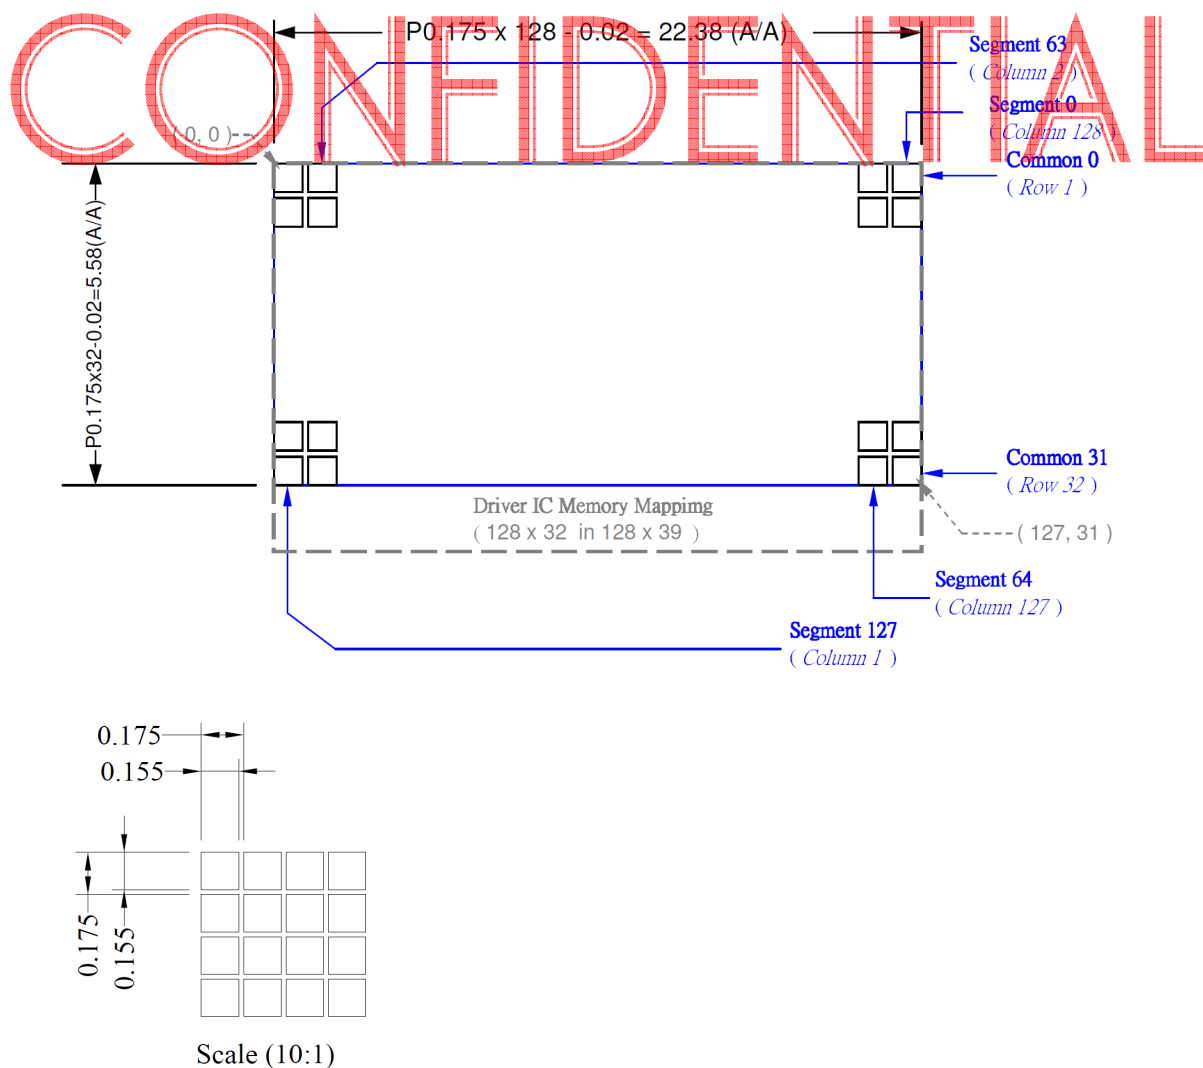 CONFIDENTIAL
P0.175 x 128 - 0.02 = 22.38 (A/A)
Segment 63
( Column 2 )
Segment 0
( Column 128 )
( 0, 0 )
Common 0
( Row 1 )
P0.175x32-0.02=5.58(A/A)
Common 31
( Row 32 )
Driver IC Memory Mappimg
( 128 x 32 in 128 x 39 )
( 127, 31 )
Segment 64
( Column 127 )
Segment 127
( Column 1 )
0.175
0.155
0.175
0.155
Scale (10:1)